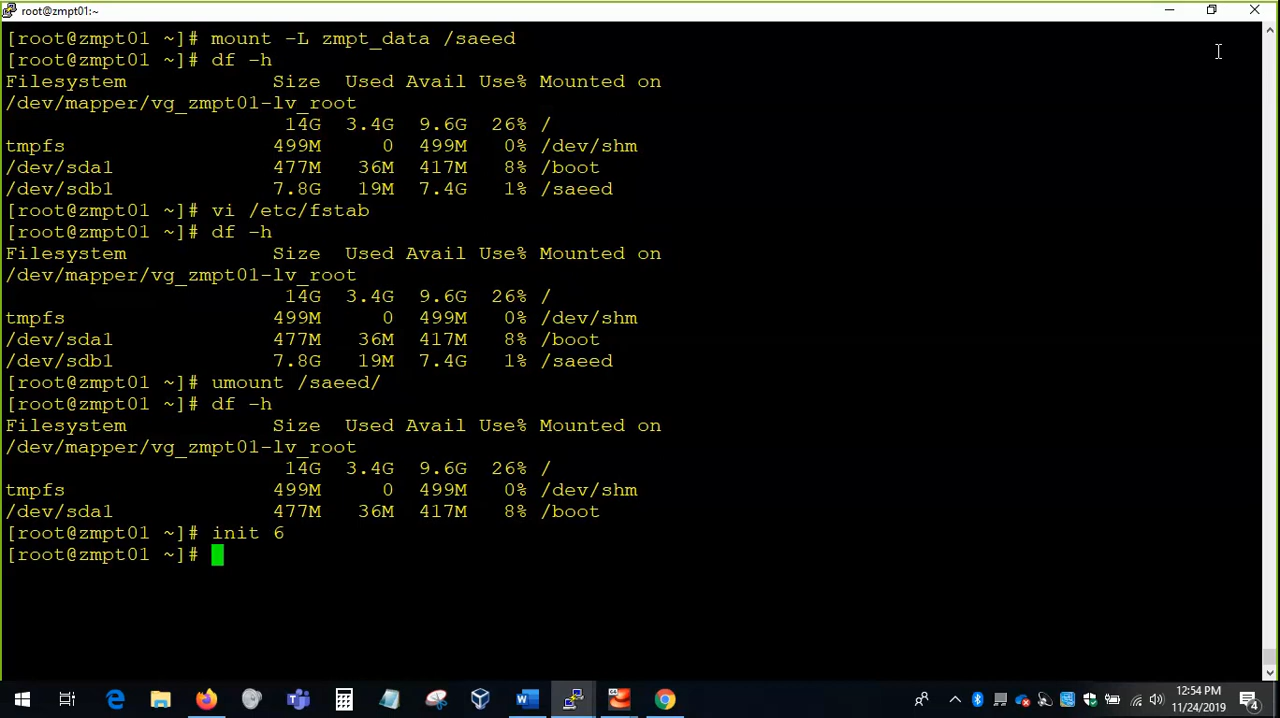 root@zmpt01:~
[root@zmpt01 ~]# mount -L zmpt_data /saeed
[root@zmpt01 ~]# df -h
Filesystem            Size  Used Avail Use% Mounted on
/dev/mapper/vg_zmpt01-lv_root
                       14G  3.4G  9.6G  26% /
tmpfs                 499M     0  499M   0% /dev/shm
/dev/sda1             477M   36M  417M   8% /boot
/dev/sdb1             7.8G   19M  7.4G   1% /saeed
[root@zmpt01 ~]# vi /etc/fstab
[root@zmpt01 ~]# df -h
Filesystem            Size  Used Avail Use% Mounted on
/dev/mapper/vg_zmpt01-lv_root
                       14G  3.4G  9.6G  26% /
tmpfs                 499M     0  499M   0% /dev/shm
/dev/sda1             477M   36M  417M   8% /boot
/dev/sdb1             7.8G   19M  7.4G   1% /saeed
[root@zmpt01 ~]# umount /saeed/
[root@zmpt01 ~]# df -h
Filesystem            Size  Used Avail Use% Mounted on
/dev/mapper/vg_zmpt01-lv_root
                       14G  3.4G  9.6G  26% /
tmpfs                 499M     0  499M   0% /dev/shm
/dev/sda1             477M   36M  417M   8% /boot
[root@zmpt01 ~]# init 6
[root@zmpt01 ~]#
12:54 PM
11/24/2019
4